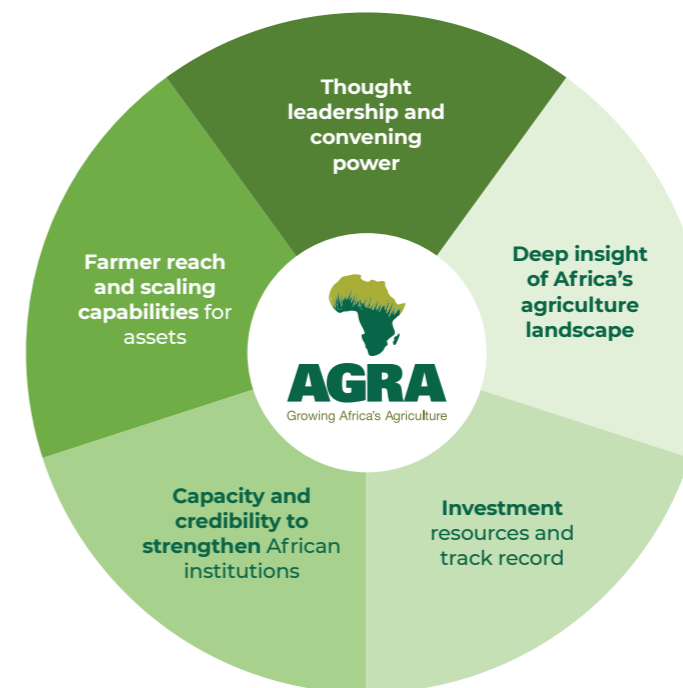 Thought
leadership and
convening
power
Deep insight
of Africa's
agriculture
landscape
Investment
resources and
track record
Capacity and
credibility to
strengthen African
institutions
Farmer reach
and scaling
capabilities for
assets
AGRA
Growing Africa's Agriculture